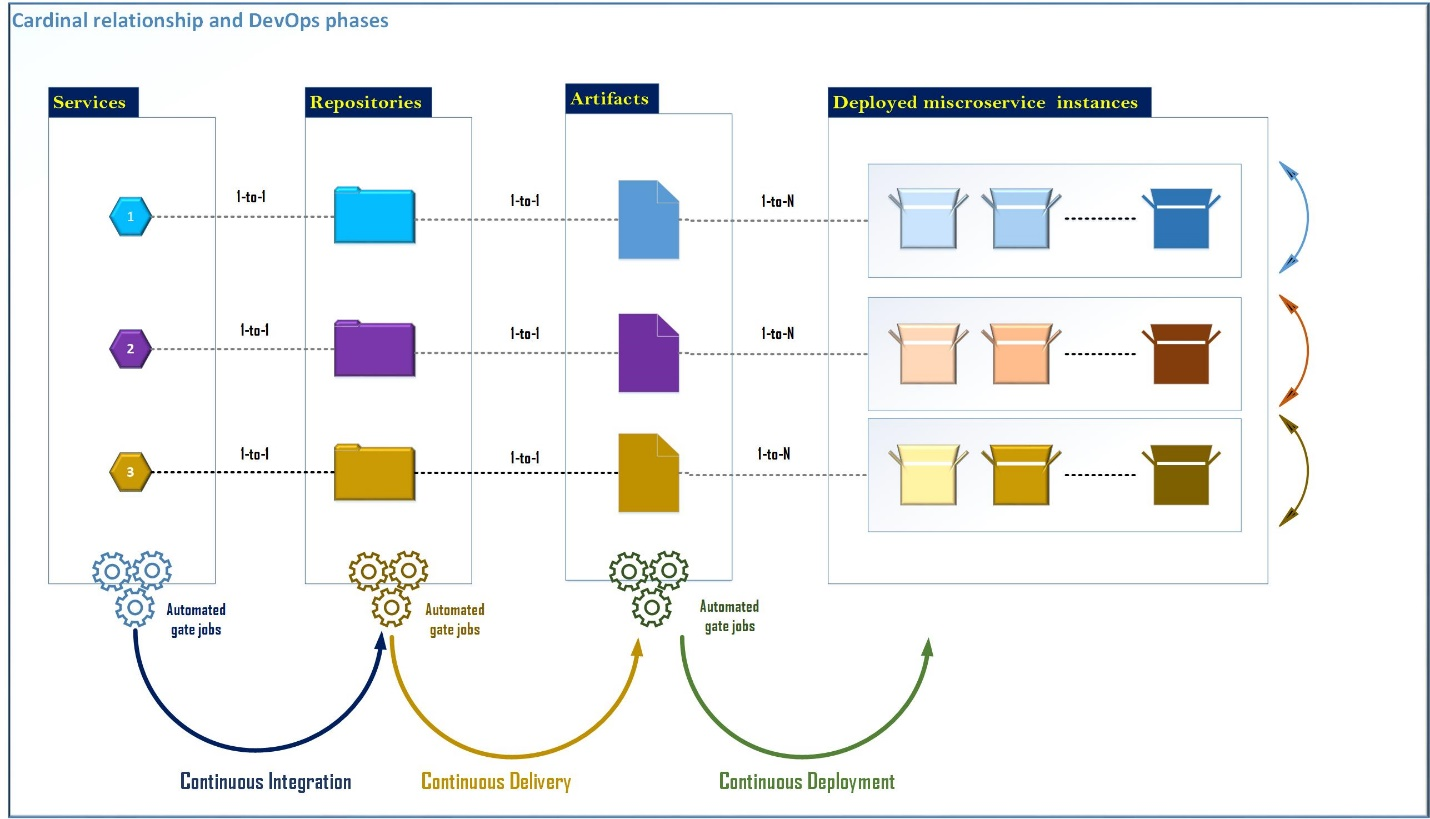 Cardinal relationship and DevOps phases
Services
Repositories
Artifacts
Deployed miscroservice instances
1
1-to-1
1-to-1
1-to-N
2
1-to-1
1-to-1
1-to-N
3
1-to-1
1-to-1
1-to-N
Automated
gate jobs
Automated
gate jobs
Automated
gate jobs
Continuous Integration
Continuous Delivery
Continuous Deployment